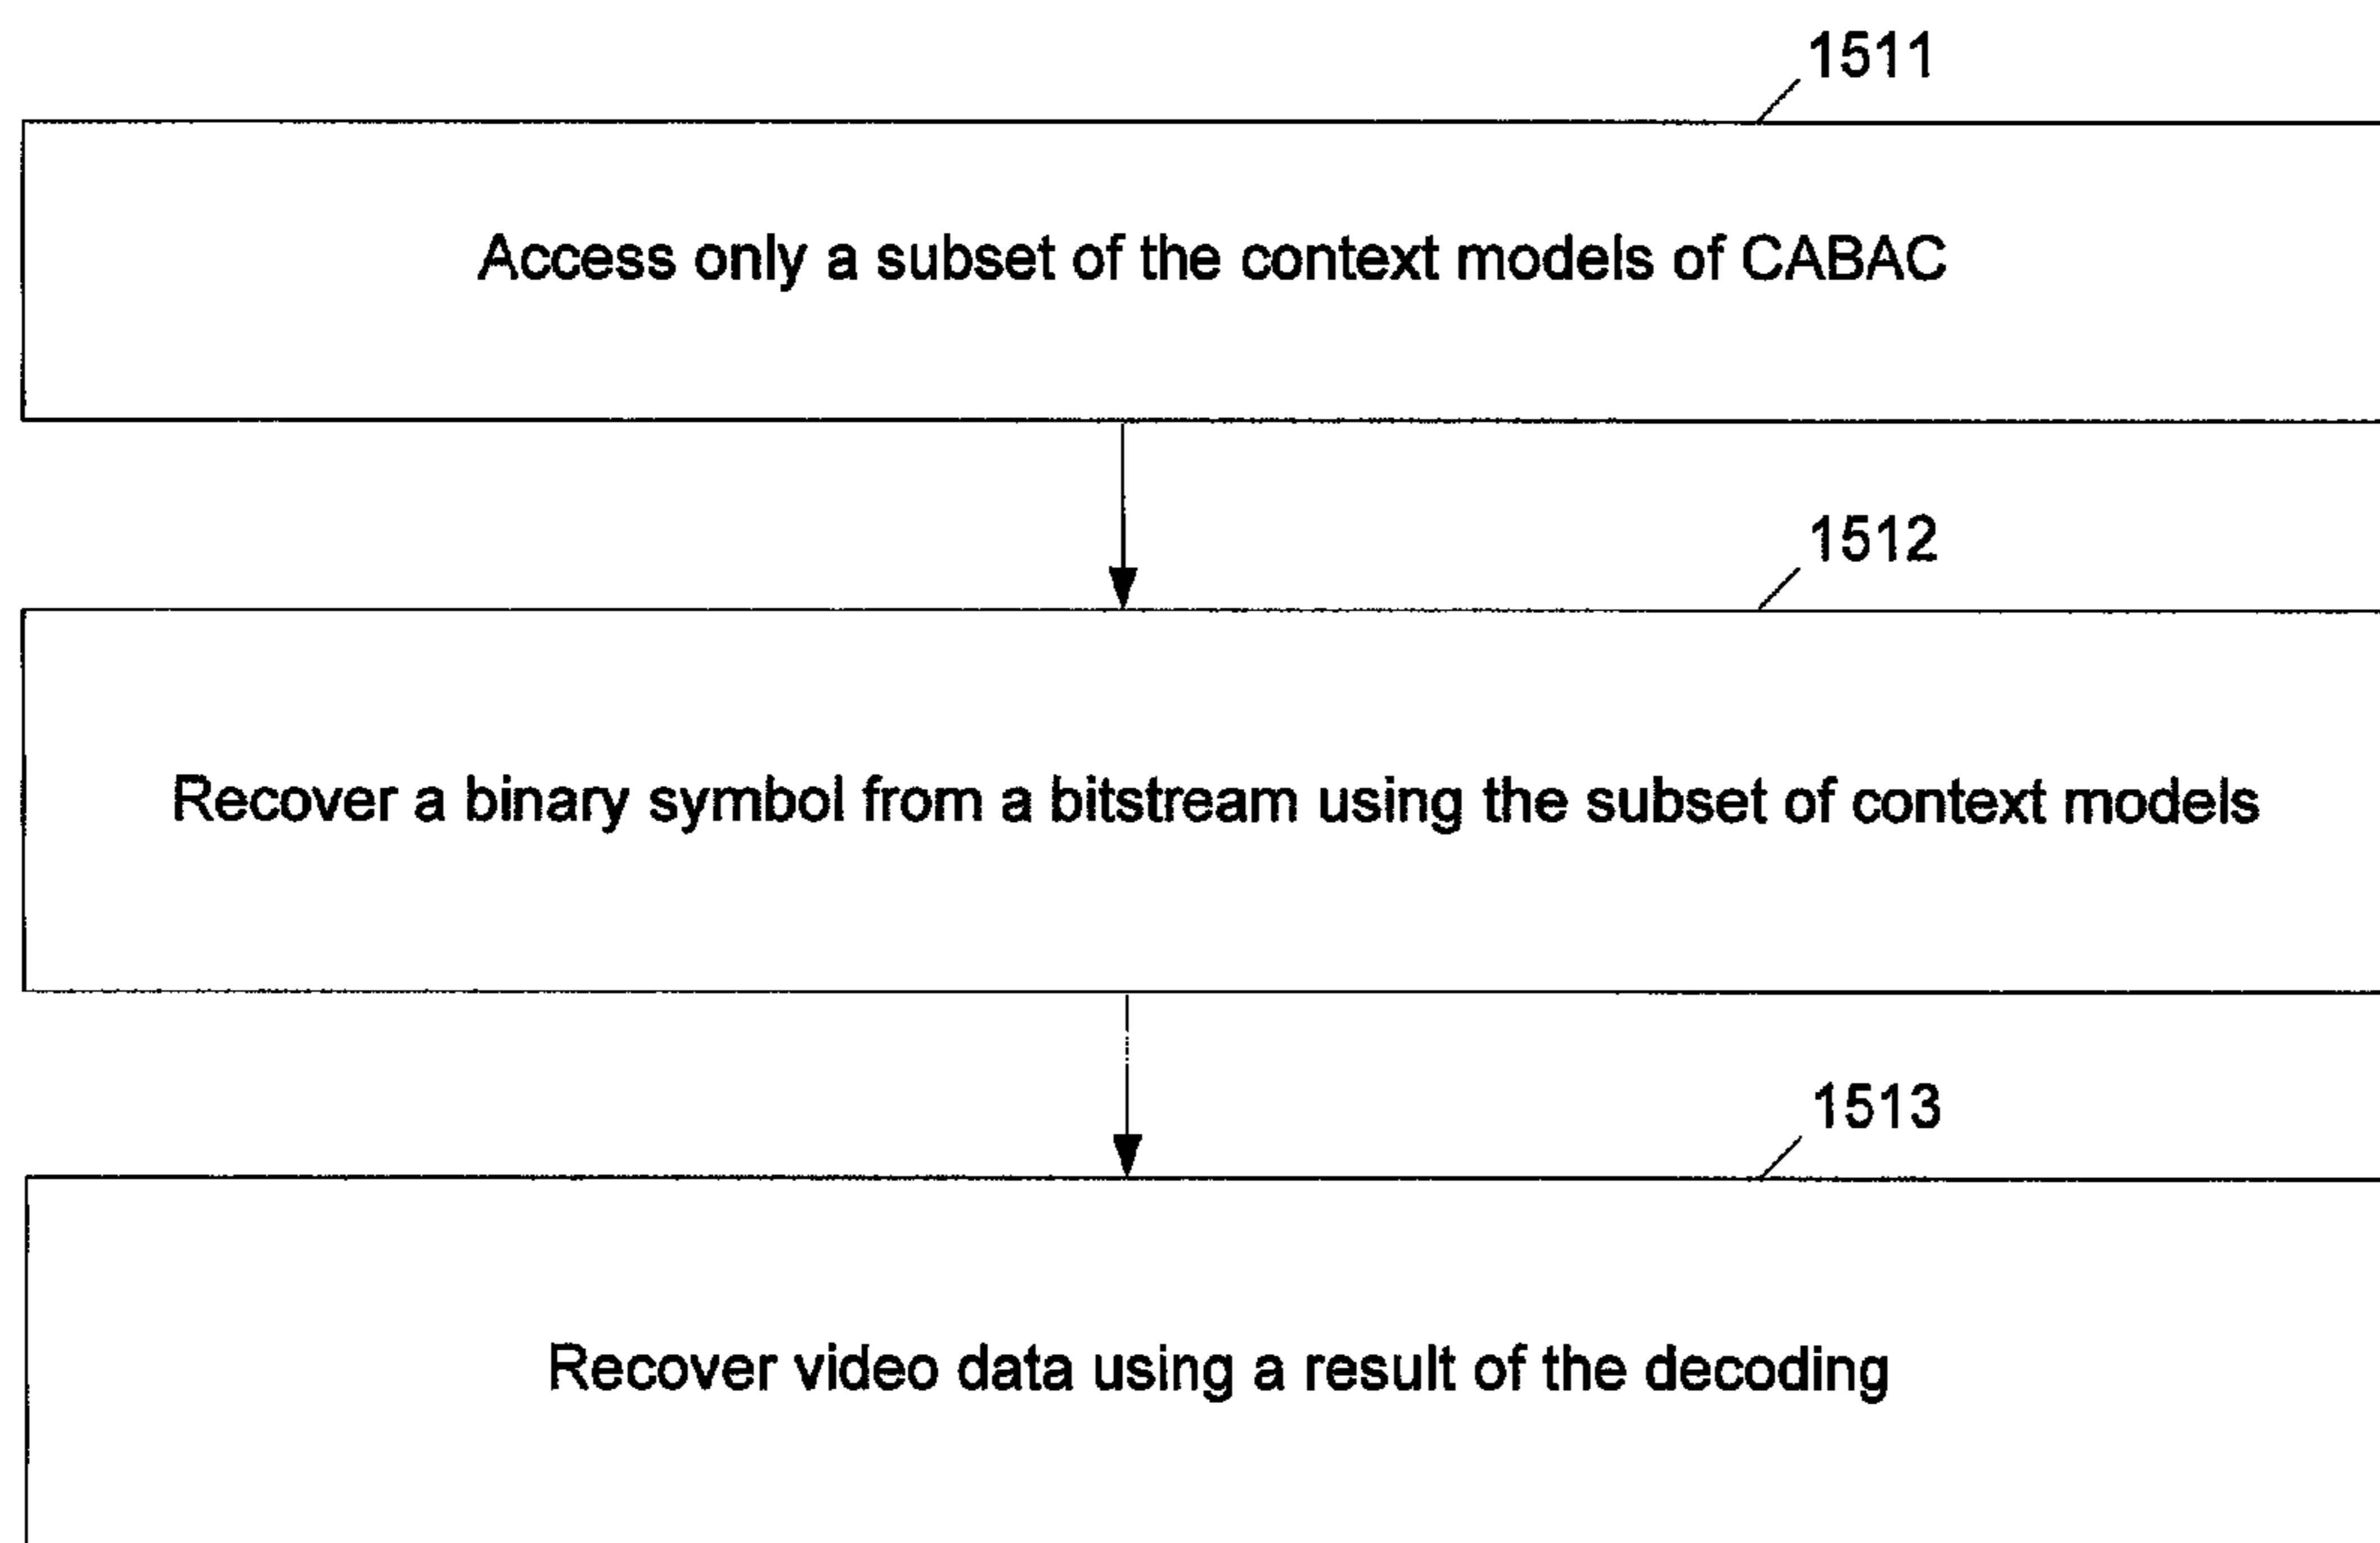 1511
Access only a subset of the context models of CABAC
1512
Recover a binary symbol from a bitstream using the subset of context models
1513
Recover video data using a result of the decoding